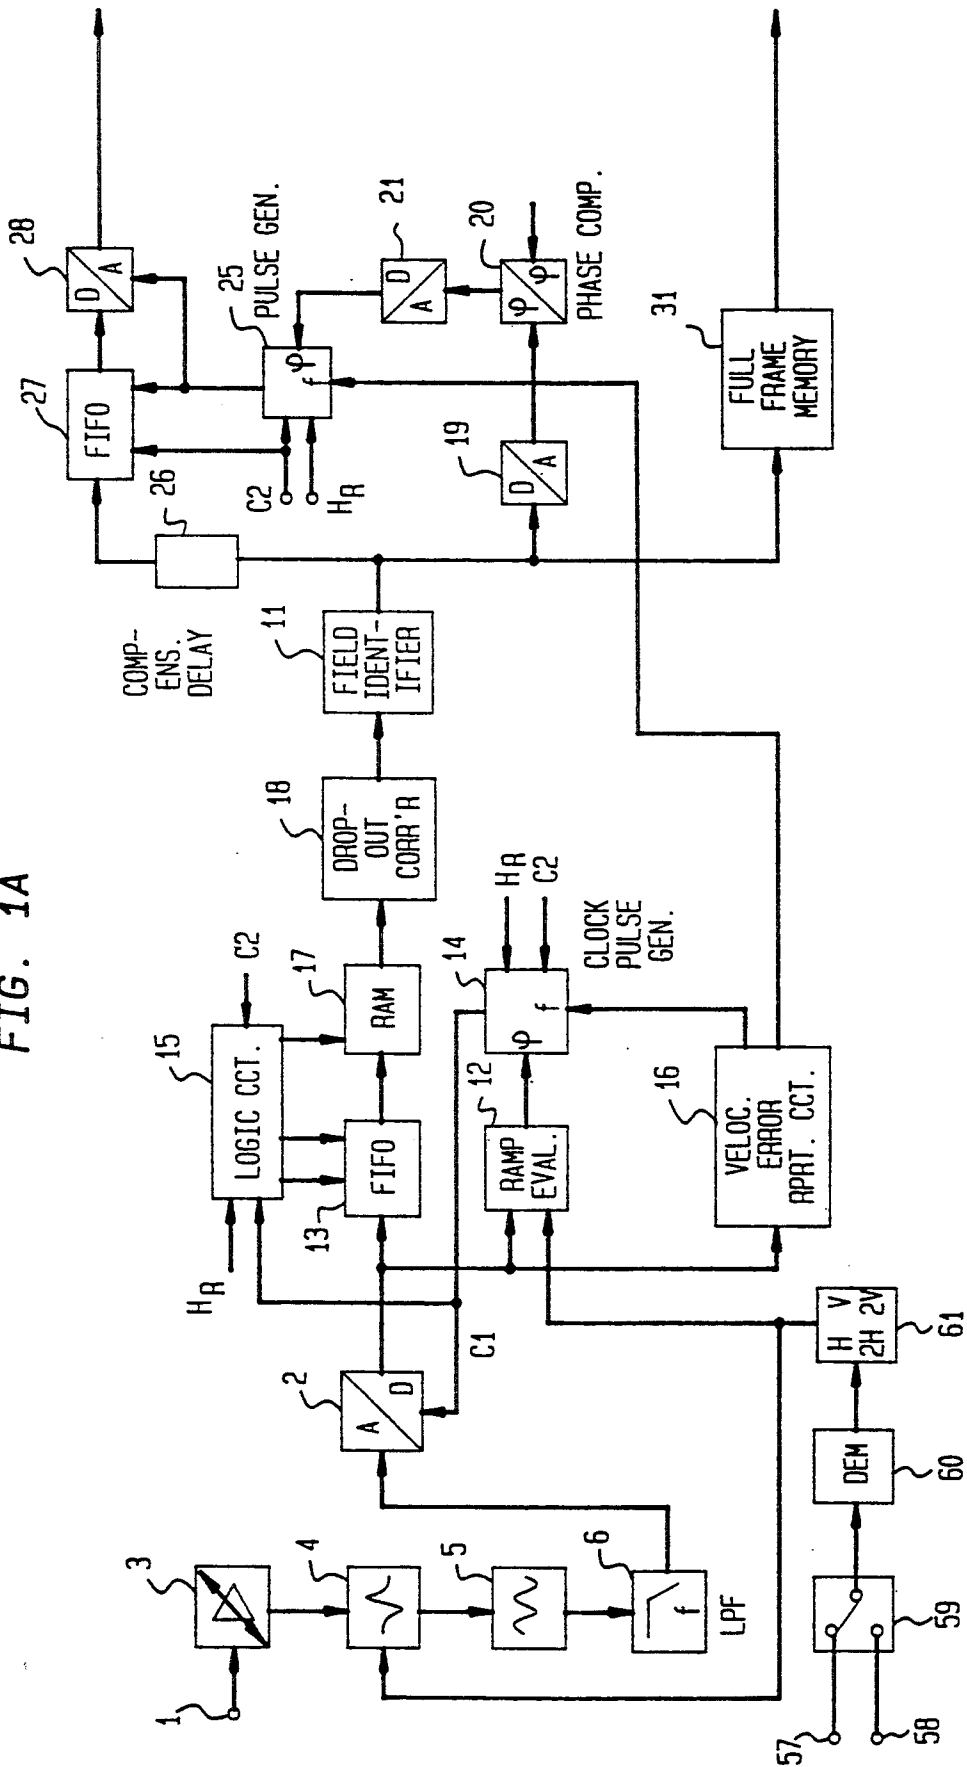 FIG. 1A
1
3
4
5
6
f
LPF
2
A
D
C1
HR
15
LOGIC CCT.
C2
13
FIFO
17
RAM
18
DROP-
OUT
CORR'R
11
FIELD
IDENT-
IFIER
COMP-
ENS.
DELAY
26
27
FIFO
28
D
A
C2
HR
25
PULSE GEN.
φ
f
21
D
A
20
φ
φ
PHASE COMP.
19
D
A
31
FULL
FRAME
MEMORY
12
RAMP
EVAL.
14
φ
f
HR
C2
CLOCK
PULSE
GEN.
16
VELOC.
ERROR
RPRT. CCT.
57
58
59
DEM
60
H V
2H 2V
61